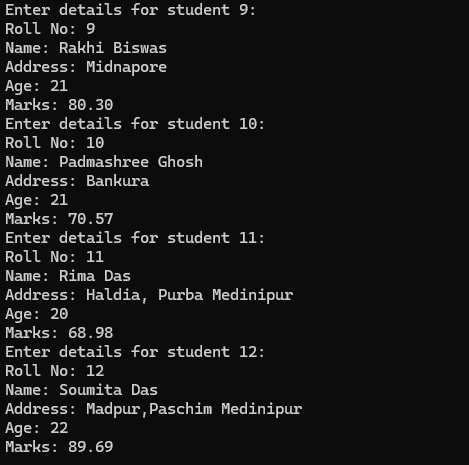 Enter details for student 9:
Roll No: 9
Name: Rakhi Biswas
Address: Midnapore
Age: 21
Marks: 80.30
Enter details for student 10:
Roll No: 10
Name: Padmashree Ghosh
Address: Bankura
Age: 21
Marks: 70.57
Enter details for student 11:
Roll No: 11
Name: Rima Das
Address: Haldia, Purba Medinipur
Age: 20
Marks: 68.98
Enter details for student 12:
Roll No: 12
Name: Soumita Das
Address: Madpur,Paschim Medinipur
Age: 22
Marks: 89.69